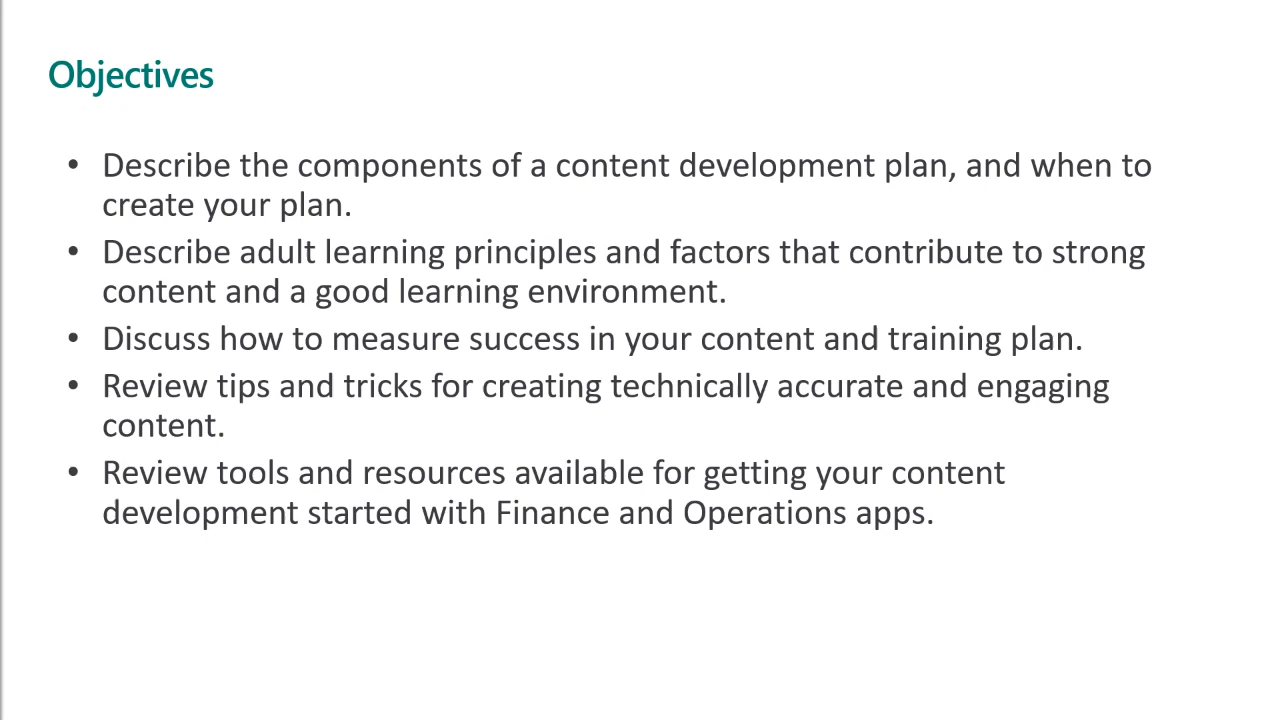 Objectives
• Describe the components of a content development plan, and when to
create your plan.
• Describe adult learning principles and factors that contribute to strong
content and a good learning environment.
• Discuss how to measure success in your content and training plan.
• Review tips and tricks for creating technically accurate and engaging
content.
• Review tools and resources available for getting your content
development started with Finance and Operations apps.